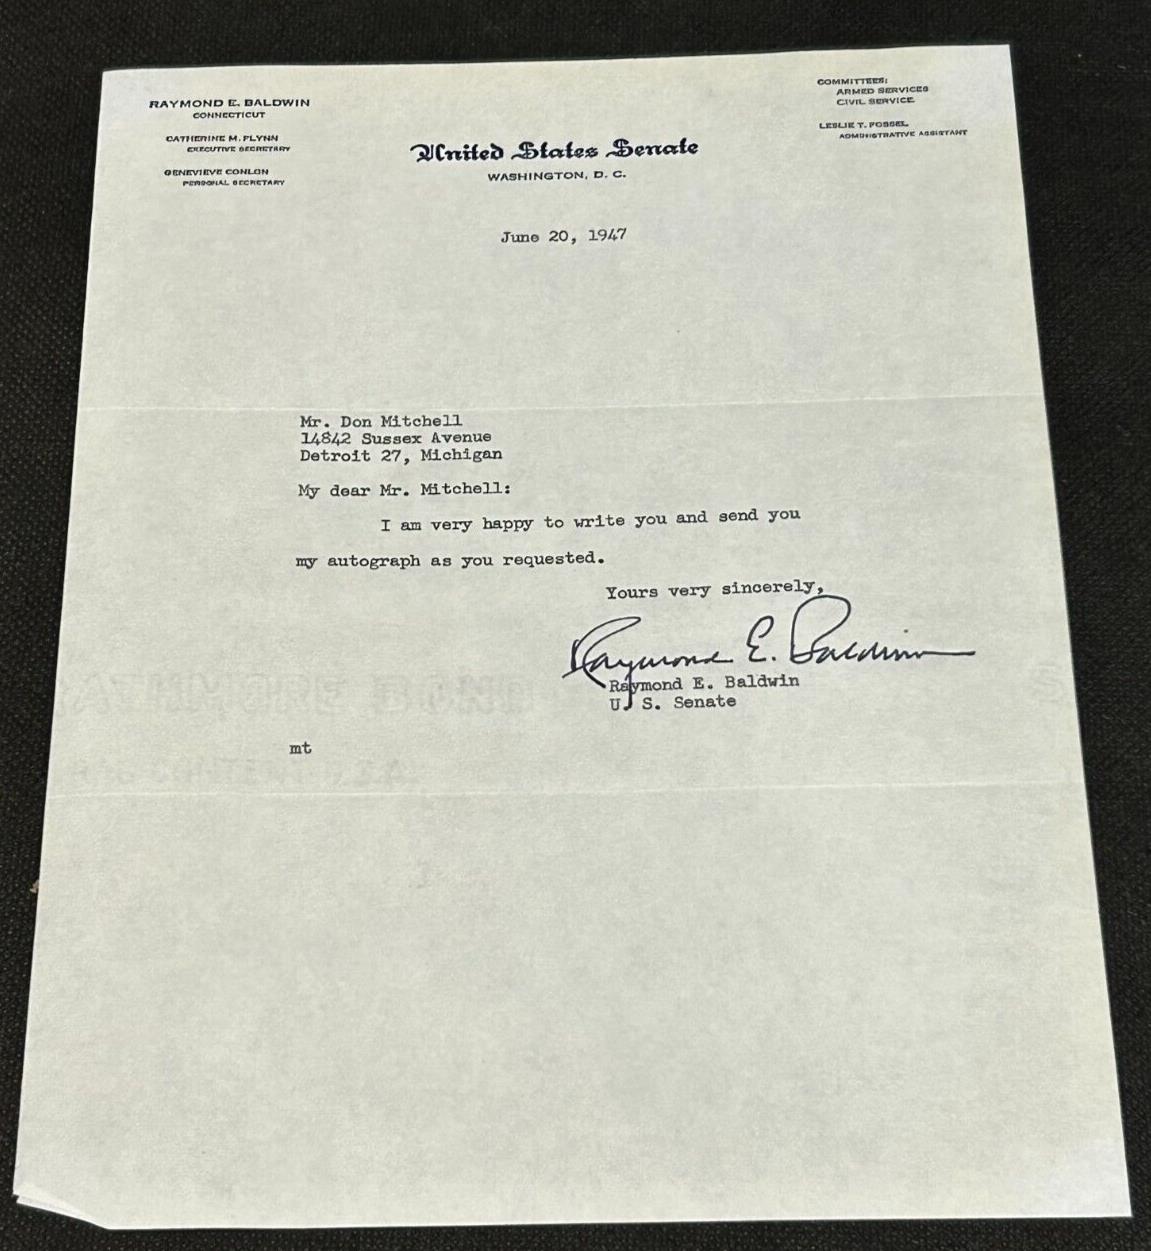 RAYMOND E. BALDWIN
CONNECTICUT
CATHERINE M. FLYNN
EXECUTIVE SECRETARY
GENEVIEVE CONLON
PERSONAL SECRETARY
COMMITTEES:
ARMED SERVICES
CIVIL SERVICE
LESLIE T.
ADMINISTRATIVE ASSISTANT
United States Senate
WASHINGTON, D. C.
June 20, 1947
Mr. Don Mitchell
14842 Sussex Avenue
Detroit 27, Michigan
My dear Mr. Mitchell:
I am very happy to write you and send you
my autograph as you requested.
Yours very sincerely,
Raymond E. Baldwin
Raymond E. Baldwin
U. S. Senate
mt